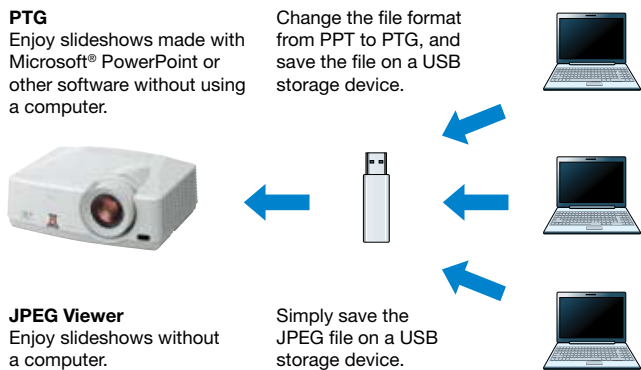 PTG
Enjoy slideshows made with
Microsoft® PowerPoint or
other software without using
a computer.
Change the file format
from PPT to PTG, and
save the file on a USB
storage device.
JPEG Viewer
Enjoy slideshows without
a computer.
Simply save the
JPEG file on a USB
storage device.